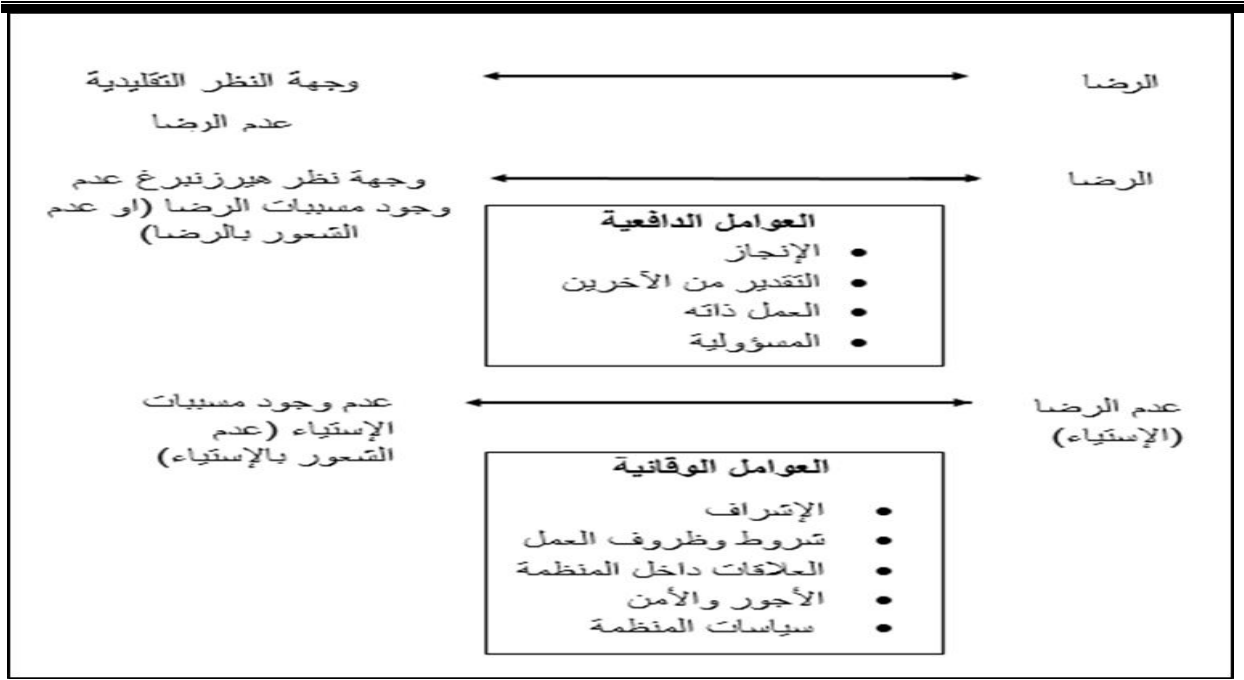 الرضا
وجهة النظر التقليدية
عدم الرضا
الرضا
وجهة نظر هيرزنبرغ عدم
وجود مسببات الرضا (او عدم
الشعور بالرضا)
العوامل الدافعية
• الإنجاز
• التقدير من الآخرين
• العمل ذاته
• المسؤولية
عدم الرضا
(الإستياء)
عدم وجود مسببات
الإستياء (عدم
الشعور بالإستياء)
العوامل الوقائية
• الإشراف
• شروط وظروف العمل
• العلاقات داخل المنظمة
• الأجور والأمن
• سياسات المنظمة